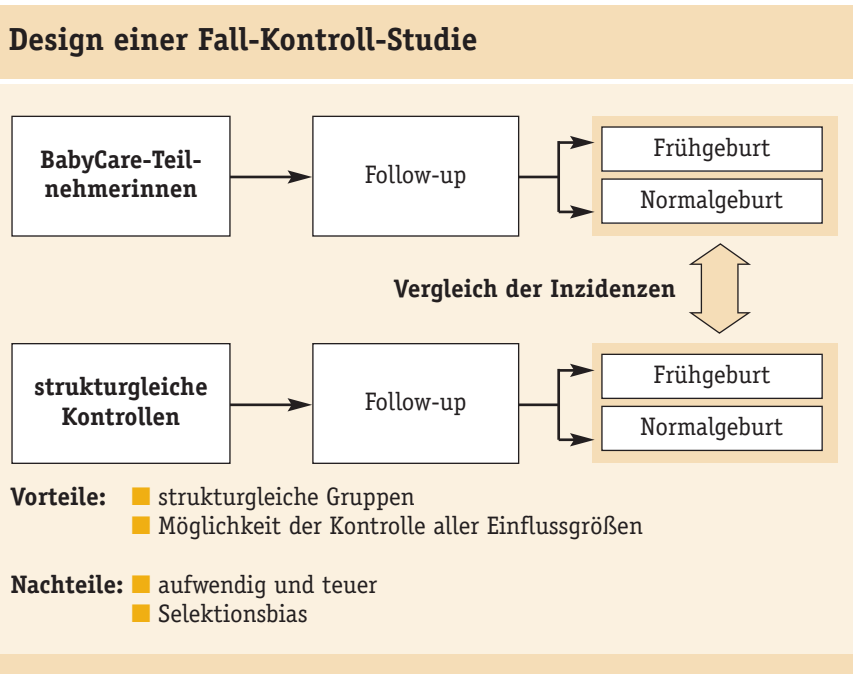 Design einer Fall-Kontroll-Studie
BabyCare-Teil-
nehmerinnen
Follow-up
Frühgeburt
Normalgeburt
Vergleich der Inzidenzen
strukturgleiche
Kontrollen
Follow-up
Frühgeburt
Normalgeburt
Vorteile: strukturgleiche Gruppen
Möglichkeit der Kontrolle aller Einflussgrößen
Nachteile: aufwendig und teuer
Selektionsbias